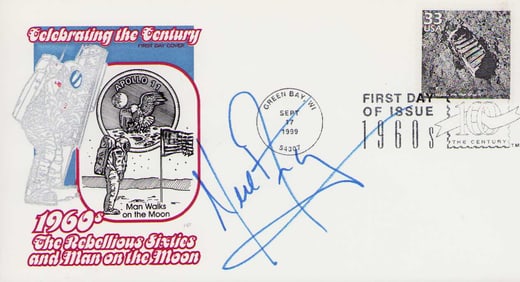 Celebrating the Century
FIRST DAY COVER
APOLLO 11
Man Walks
on the Moon
1960s
The Rebellious Sixties
and Man on the Moon
GREEN BAY, WI
SEPT
17
1999
54307
33
USA
FIRST DAY
OF ISSUE
1960s
THE CENTURY
TM